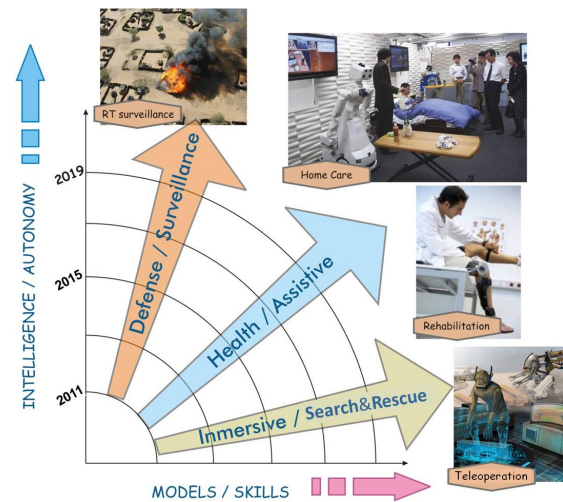 RT surveillance
Home Care
2019
Defense / Surveillance
Rehabilitation
INTELLIGENCE / AUTONOMY
2015
Health / Assistive
2011
Inmersive / Search&Rescue
Teleoperation
MODELS / SKILLS